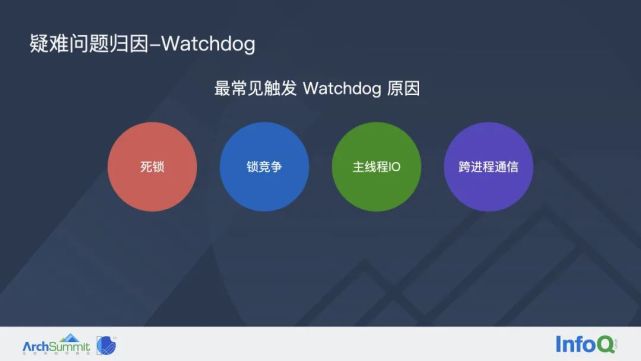 疑难问题归因-Watchdog
最常见触发 Watchdog 原因
死锁
锁竞争
主线程IO
跨进程通信
ArchSummit
InfoQ